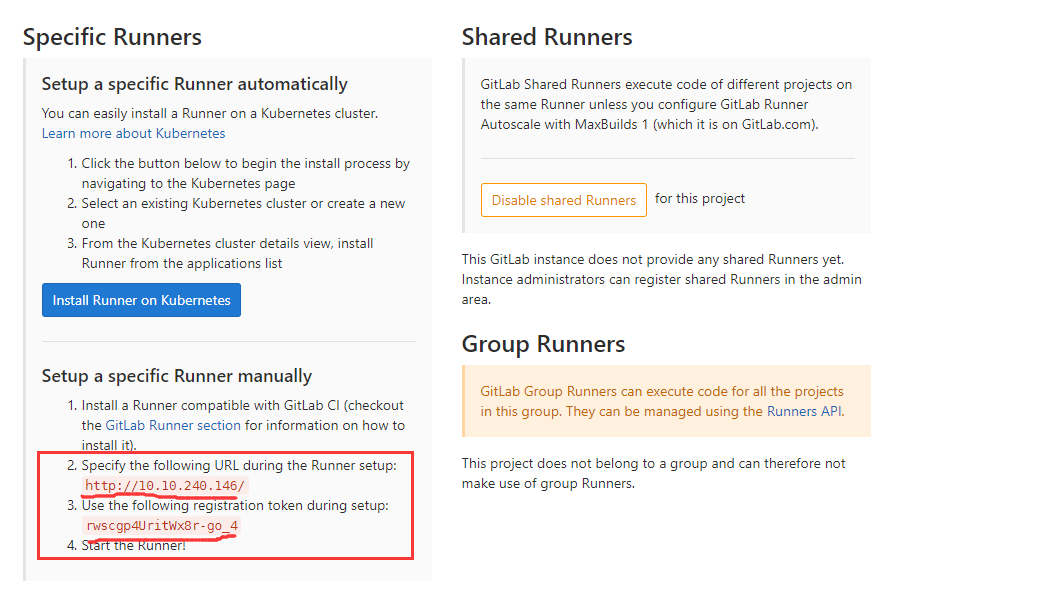 Specific Runners
Setup a specific Runner automatically
You can easily install a Runner on a Kubernetes cluster.
Learn more about Kubernetes
1. Click the button below to begin the install process by
navigating to the Kubernetes page
2. Select an existing Kubernetes cluster or create a new
one
3. From the Kubernetes cluster details view, install
Runner from the applications list
Install Runner on Kubernetes
Setup a specific Runner manually
1. Install a Runner compatible with GitLab CI (checkout
the GitLab Runner section for information on how to
install it).
2. Specify the following URL during the Runner setup:
http://10.10.240.146/
3. Use the following registration token during setup:
rwscgp4UritWx8r-go_4
4. Start the Runner!
Shared Runners
GitLab Shared Runners execute code of different projects on
the same Runner unless you configure GitLab Runner
Autoscale with MaxBuilds 1 (which it is on GitLab.com).
Disable shared Runners for this project
This GitLab instance does not provide any shared Runners yet.
Instance administrators can register shared Runners in the admin
area.
Group Runners
GitLab Group Runners can execute code for all the projects
in this group. They can be managed using the Runners API.
This project does not belong to a group and can therefore not
make use of group Runners.